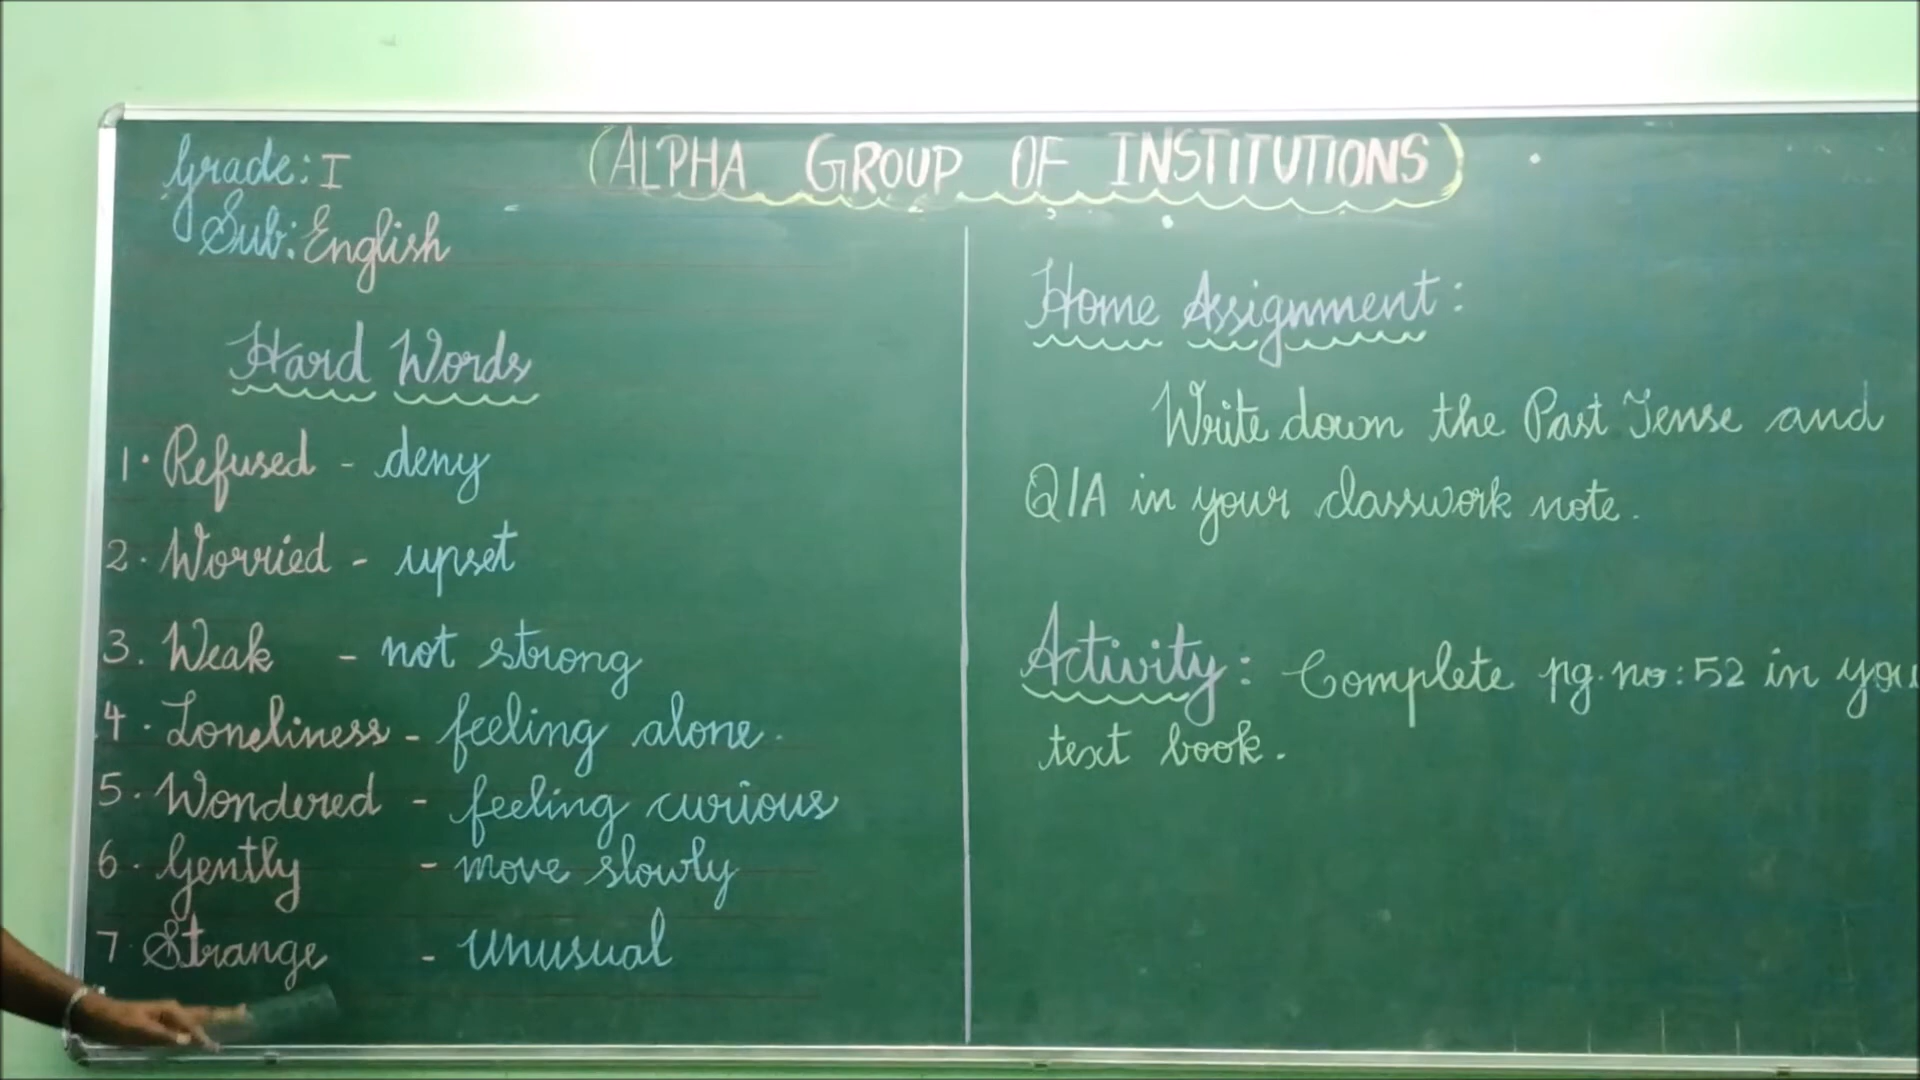 (ALPHA GROUP OF INSTITUTIONS)
Grade: I
Sub: English
Hard Words
1. Refused - deny
2. Worried - upset
3. Weak - not strong
4. Loneliness - feeling alone.
5. Wondered - feeling curious
6. Gently - move slowly
7. Strange - unusual
Home Assignment:
Write down the Past Tense and
Q/A in your classwork note.
Activity: Complete pg.no:52 in you
text book.